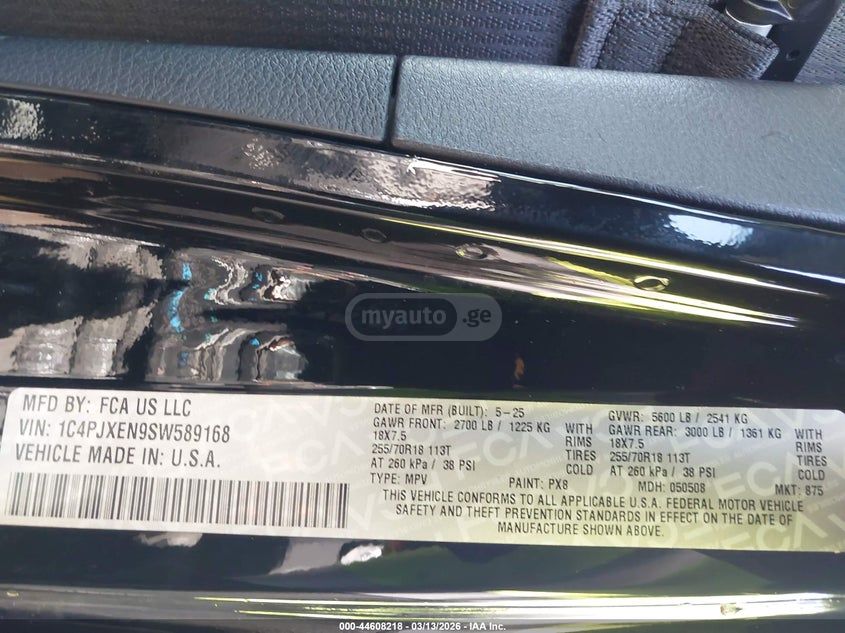 myauto.ge
MFD BY: FCA US LLC
VIN: 1C4PJXEN9SW589168
VEHICLE MADE IN: U.S.A.
DATE OF MFR (BUILT): 5-25 GVWR: 5600 LB / 2541 KG
GAWR FRONT: 2700 LB / 1225 KG WITH GAWR REAR: 3000 LB / 1361 KG WITH
18X7.5 RIMS 18X7.5 RIMS
255/70R18 113T TIRES 255/70R18 113T TIRES
AT 260 kPa / 38 PSI COLD AT 260 kPa / 38 PSI COLD
TYPE: MPV PAINT: PX8 MDH: 050508 MKT: 875
THIS VEHICLE CONFORMS TO ALL APPLICABLE U.S.A. FEDERAL MOTOR VEHICLE
SAFETY AND THEFT PREVENTION STANDARDS IN EFFECT ON THE DATE OF
MANUFACTURE SHOWN ABOVE.
000-44608218 - 03/13/2026 - IAA Inc.